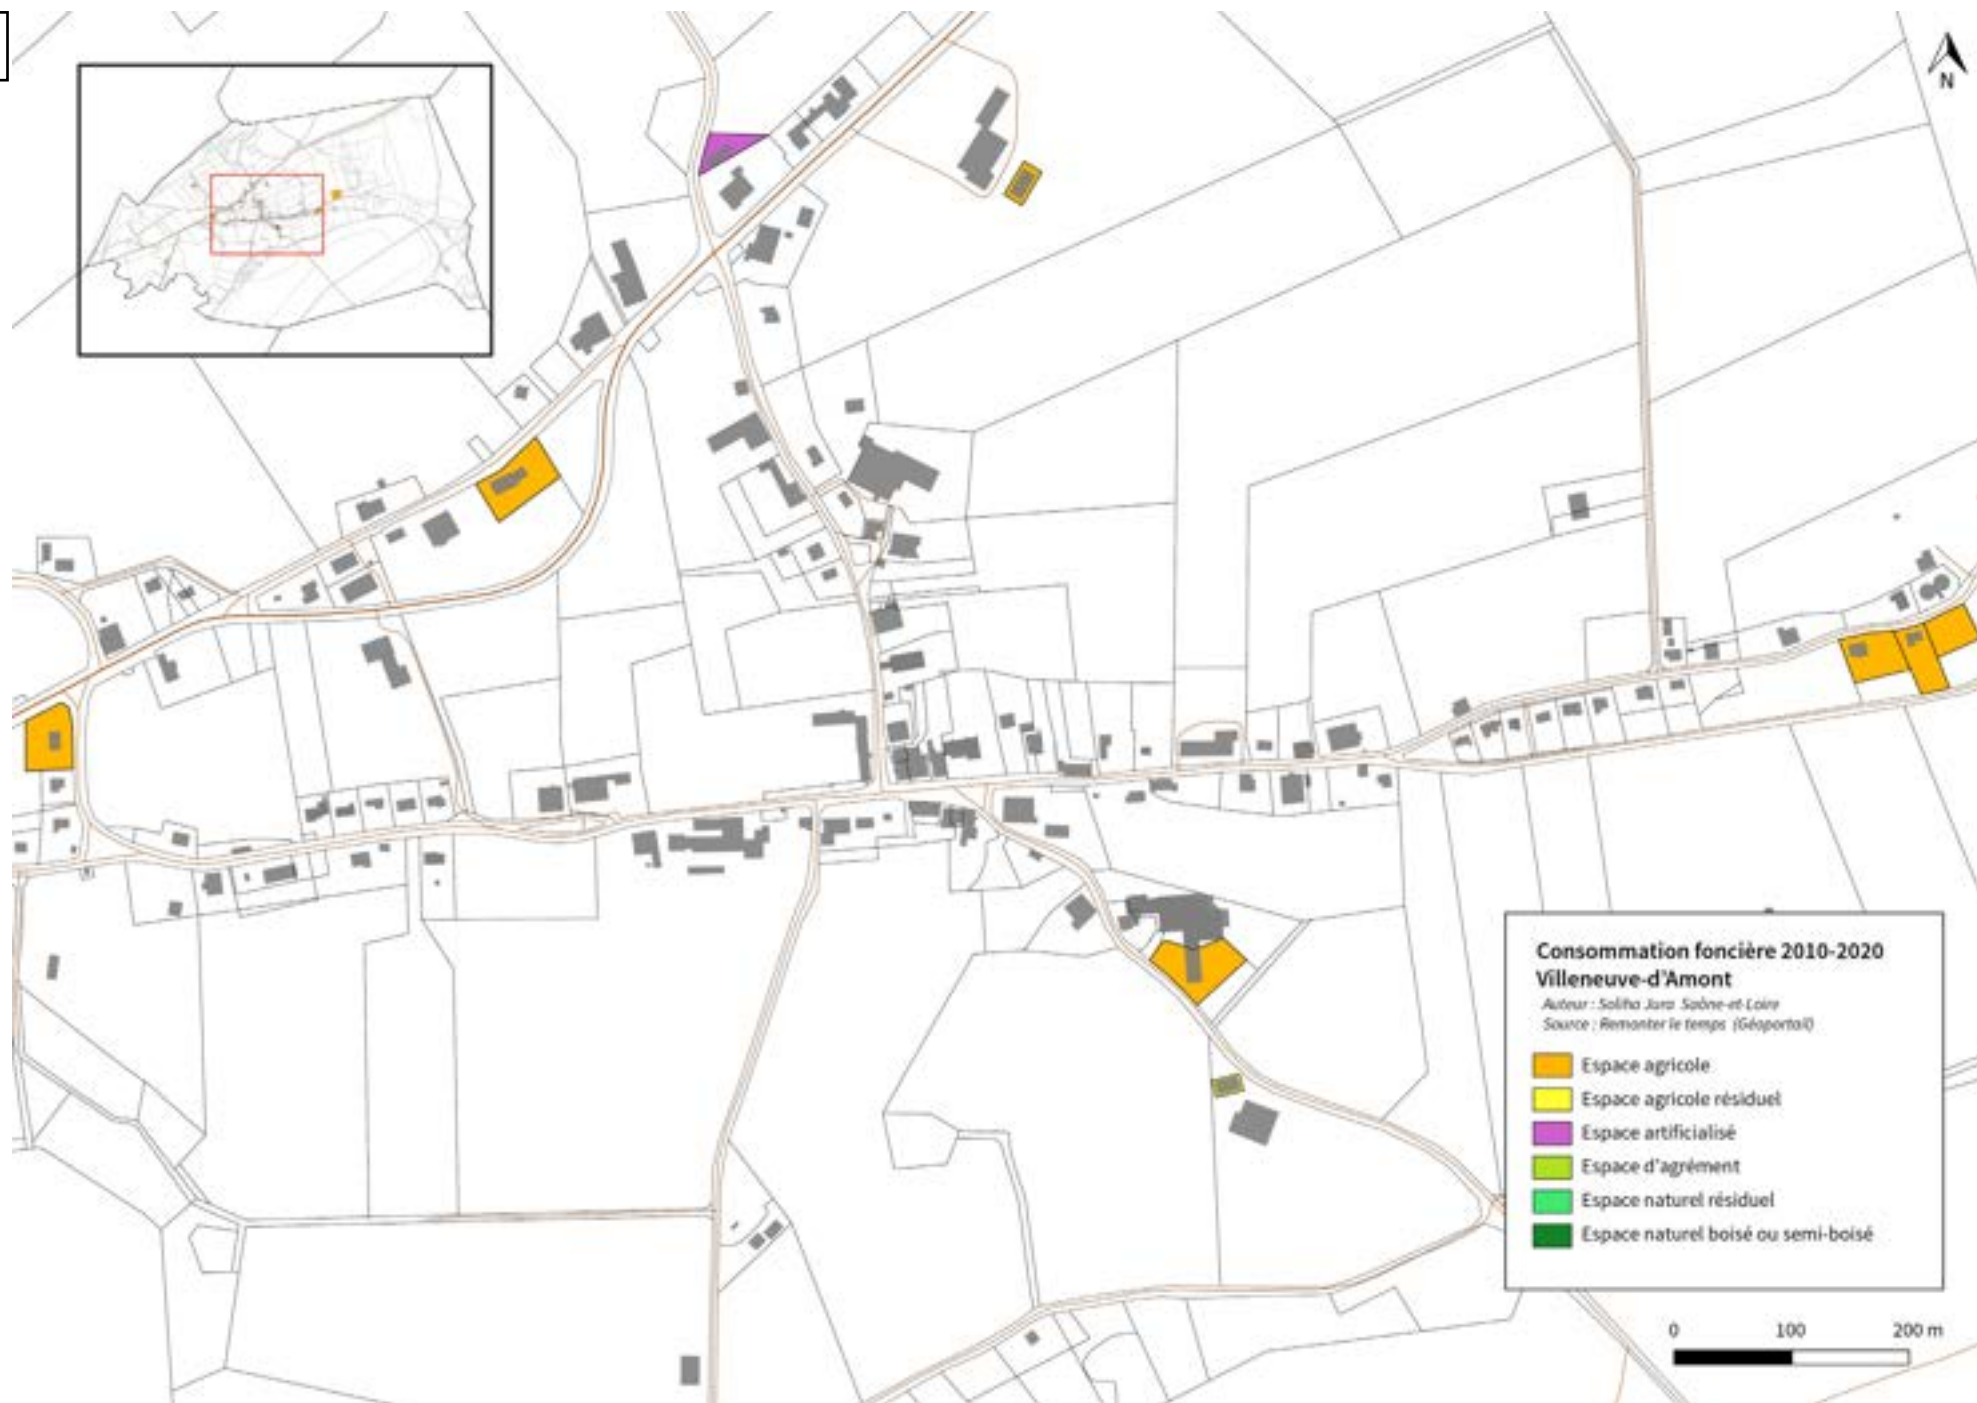 N
Consommation foncière 2010-2020
Villeneuve-d'Amont
Auteur : Soliha Jura Saône-et-Loire
Source : Remonter le temps (Géoportail)
Espace agricole
Espace agricole résiduel
Espace artificialisé
Espace d'agrément
Espace naturel résiduel
Espace naturel boisé ou semi-boisé
0 100 200 m